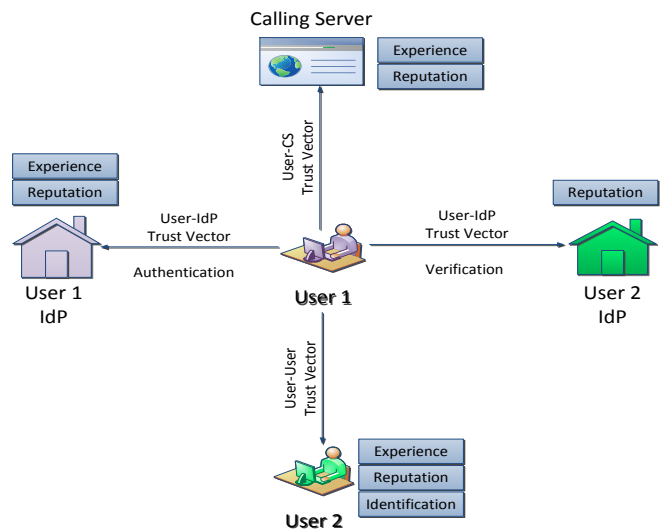 Calling Server
Experience
Reputation
User-CS
Trust Vector
Experience
Reputation
User-IdP
Trust Vector
Authentication
User 1
IdP
User 1
User-IdP
Trust Vector
Verification
Reputation
User 2
IdP
User-User
Trust Vector
Experience
Reputation
Identification
User 2